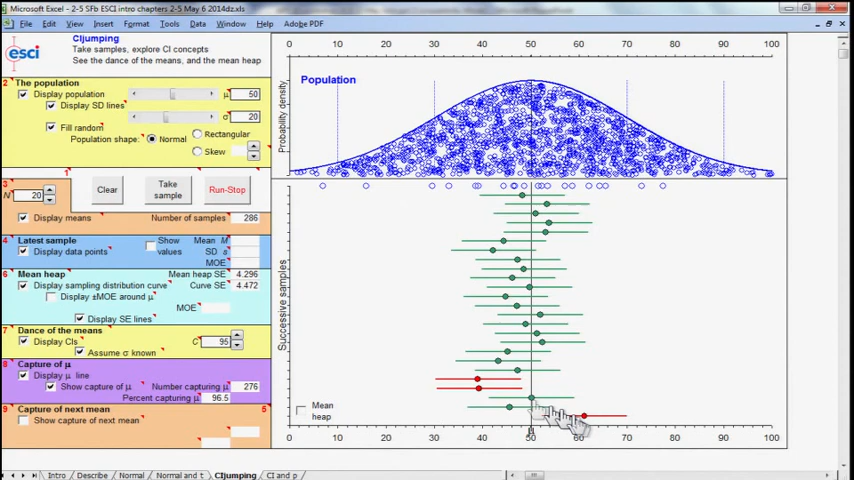 Microsoft Excel - 2-5 SFb ESCI intro chapters 2-5 May 6 2014dz.xls
File Edit View Insert Format Tools Data Window Help Adobe PDF
esci
CIjumping
Take samples, explore CI concepts
See the dance of the means, and the mean heap
2 The population
Display population μ 50
Display SD lines
σ 20
Fill random
Population shape: Normal Rectangular
Skew
1
3
N 20
Clear
Take sample
Run-Stop
Display means Number of samples 286
4 Latest sample Show values Mean M
Display data points SD s
MOE
6 Mean heap Mean heap SE 4.296
Display sampling distribution curve Curve SE 4.472
Display ±MOE around μ
MOE
Display SE lines
7 Dance of the means
Display CIs C 95
Assume σ known
8 Capture of μ
Display μ line
Show capture of μ Number capturing μ 276
Percent capturing μ 96.5
9 Capture of next mean 5
Show capture of next mean
0 10 20 30 40 50 60 70 80 90 100
Population
Probability density
Successive samples
Mean heap
0 10 20 30 40 50 60 70 80 90 100
μ
Intro Describe Normal Normal and t CIjumping CI and p